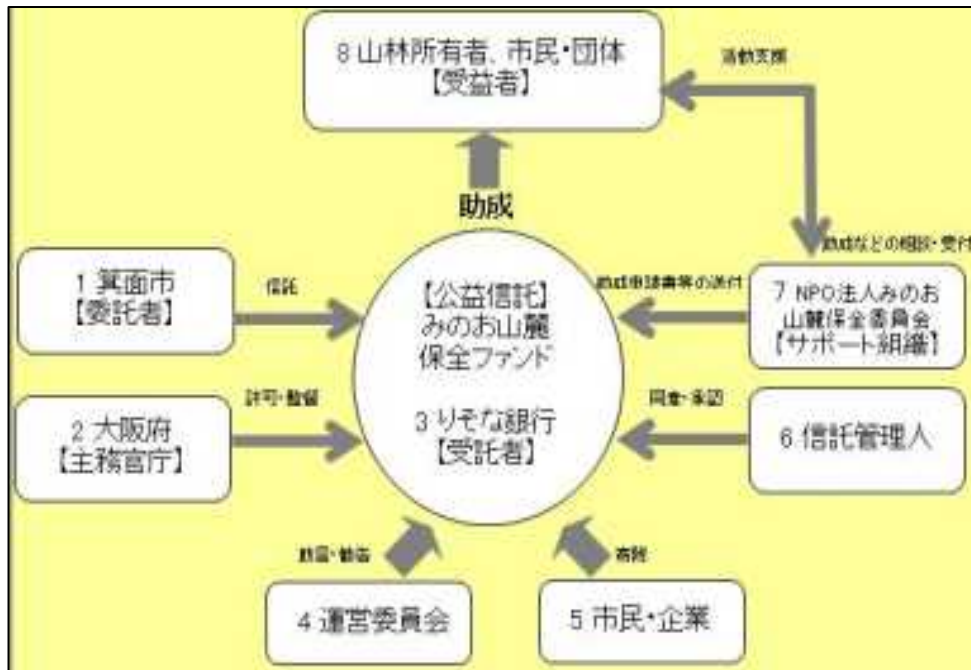 8 山林所有者、市民・団体
【受益者】
活動支援
助成
助成などの相談・受付
1 箕面市
【委託者】
信託
【公益信託】
みのお山麓
保全ファンド
3 りそな銀行
【受託者】
助成申請書等の送付
7 NPO法人みのお
山麓保全委員会
【サポート組織】
2 大阪府
【主務官庁】
許可・監督
同意・承認
6 信託管理人
助言・勧告
寄附
4 運営委員会
5 市民・企業